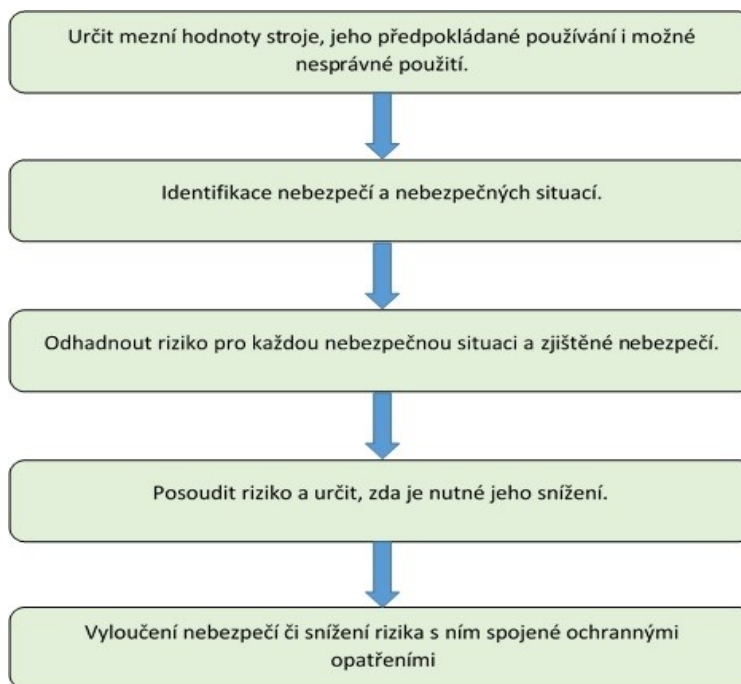 Určit mezní hodnoty stroje, jeho předpokládané používání i možné
nesprávné použití.
Identifikace nebezpečí a nebezpečných situací.
Odhadnout riziko pro každou nebezpečnou situaci a zjištěné nebezpečí.
Posoudit riziko a určit, zda je nutné jeho snížení.
Vyloučení nebezpečí či snížení rizika s ním spojené ochrannými
opatřeními